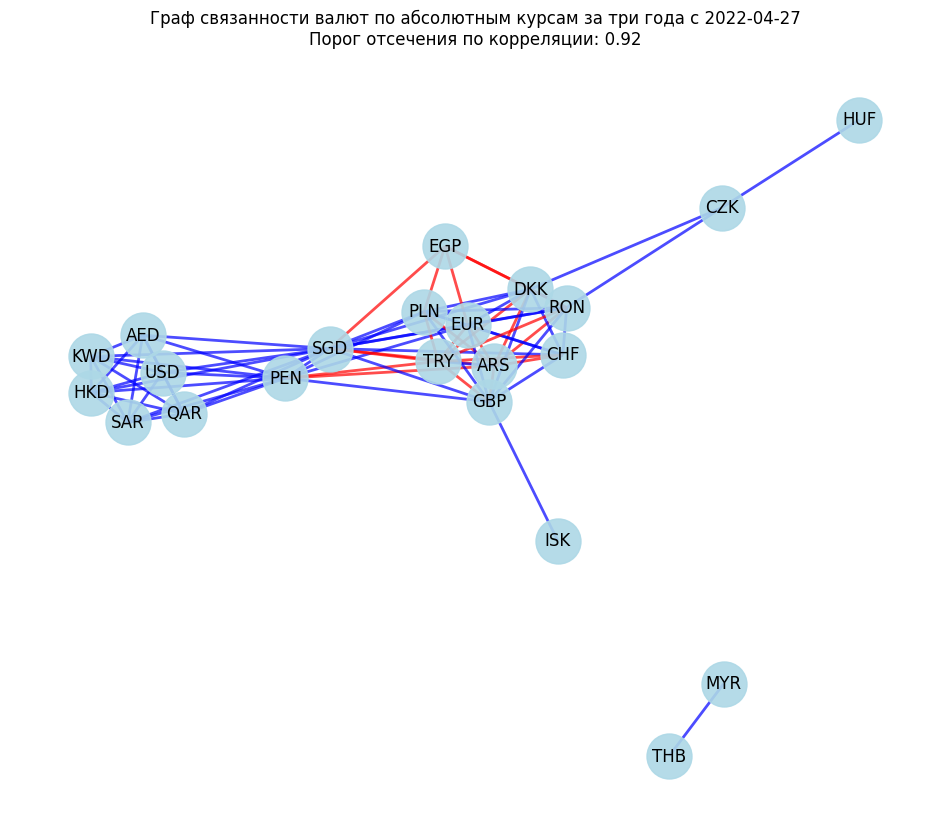 Граф связанности валют по абсолютным курсам за три года с 2022-04-27
Порог отсечения по корреляции: 0.92
HUF
CZK
EGP
DKK
RON
PLN
EUR
AED
KWD
SGD
CHF
TRY
ARS
USD
PEN
HKD
GBP
QAR
SAR
ISK
MYR
THB